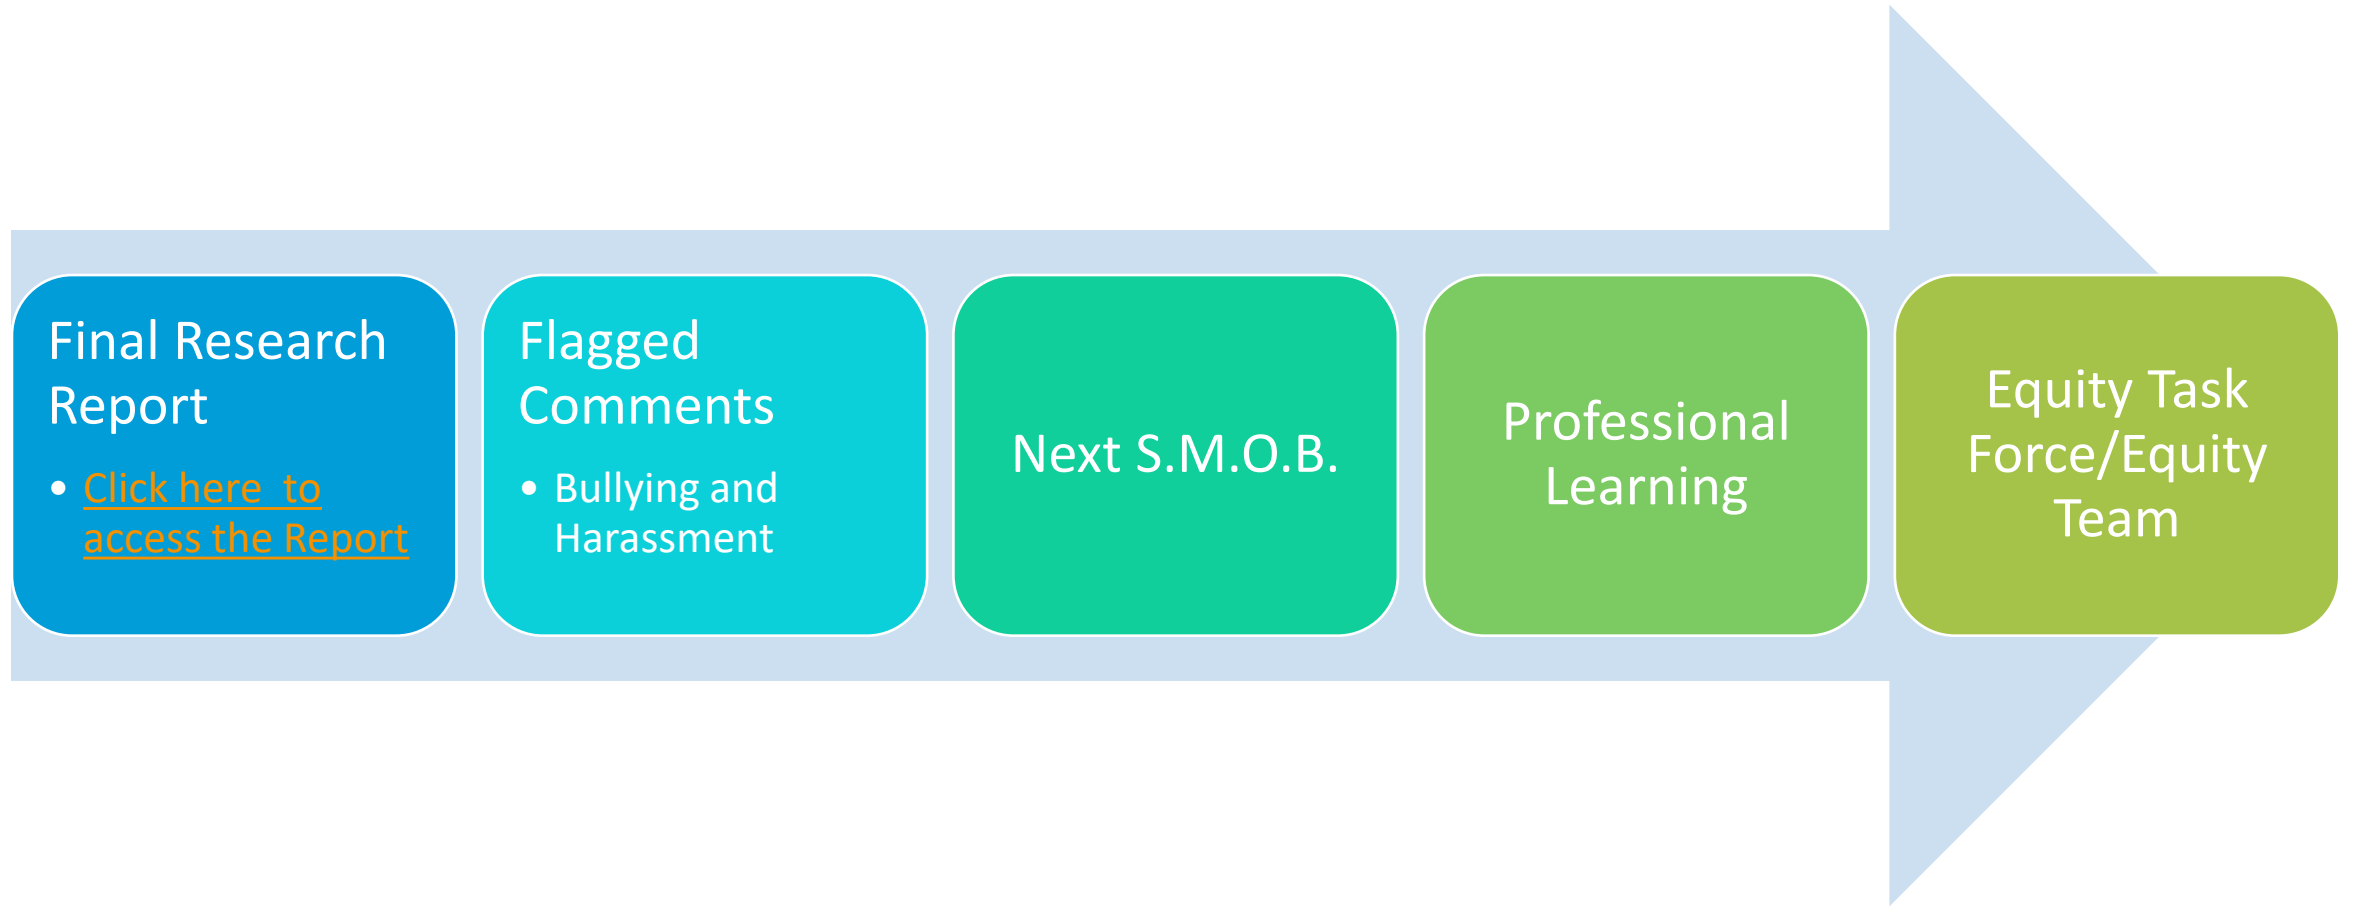 Final Research
Report
• Click here  to
access the Report
Flagged
Comments
• Bullying and
Harassment
Next S.M.O.B.
Professional
Learning
Equity Task
Force/Equity
Team